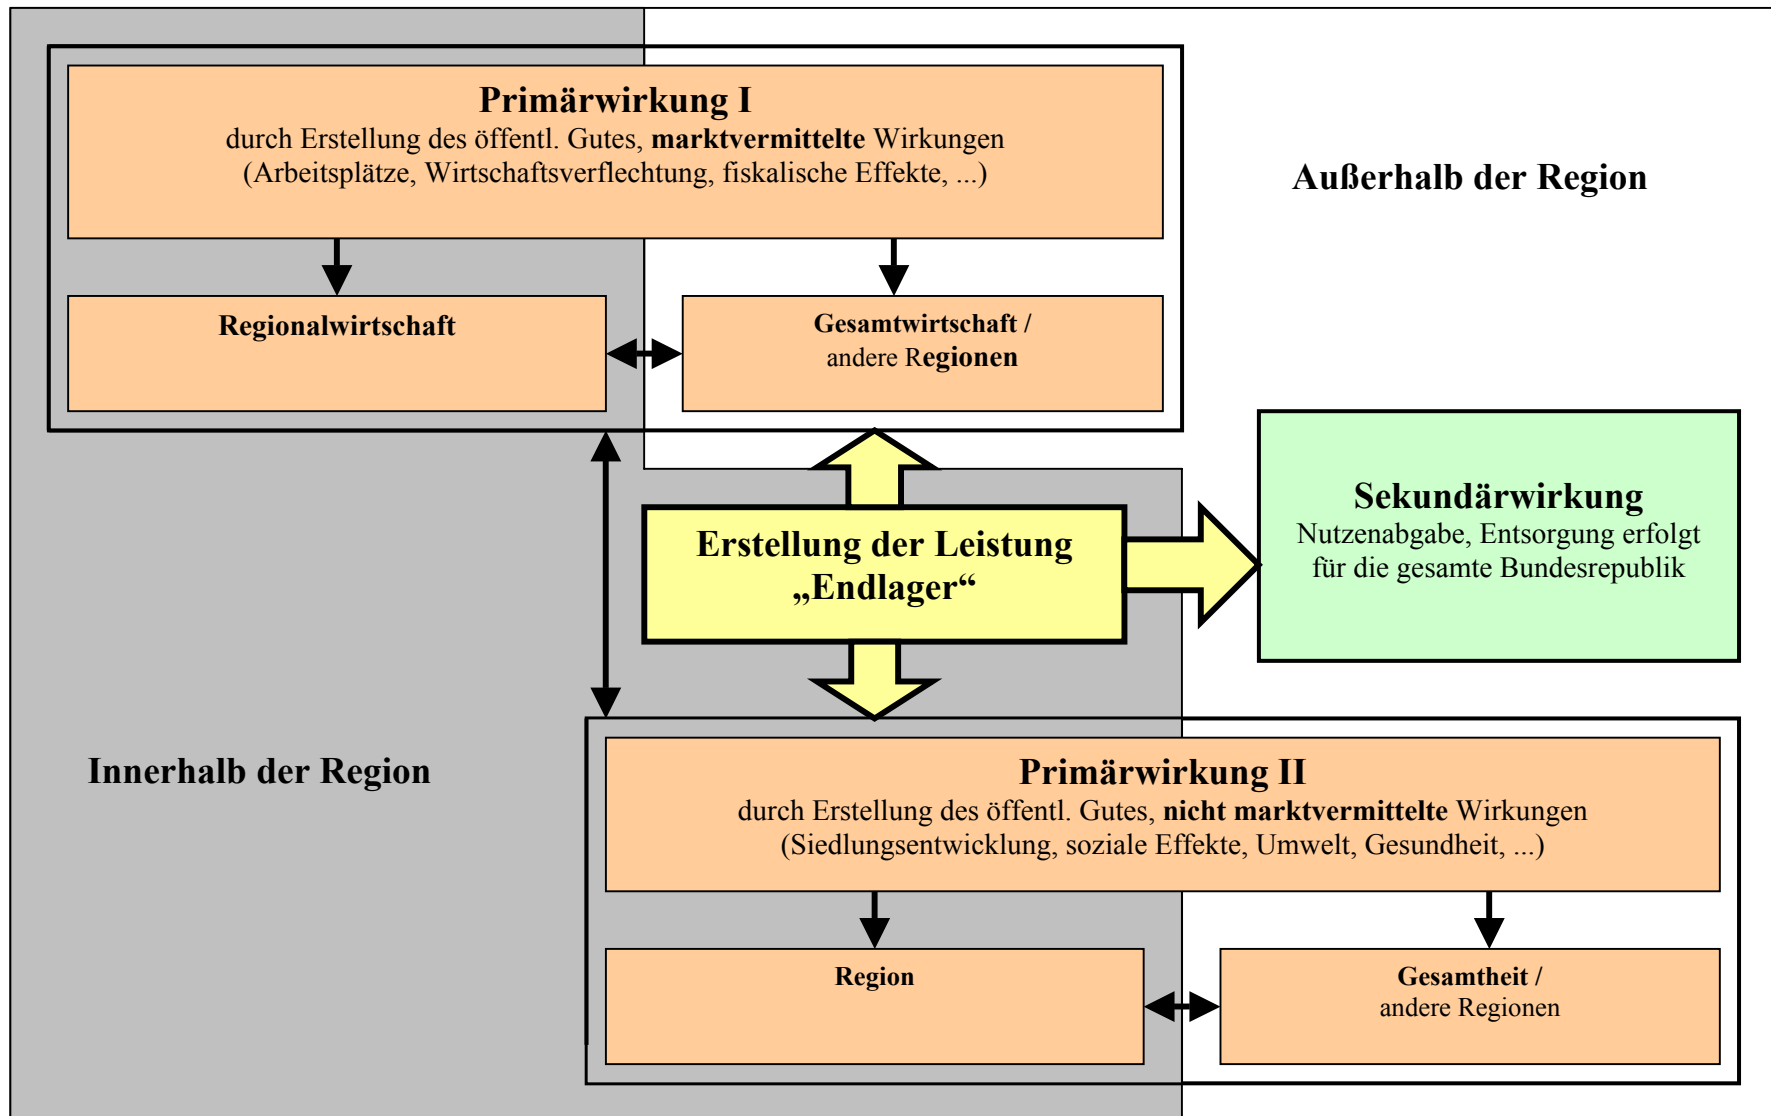 Primärwirkung I
durch Erstellung des öffentl. Gutes, marktvermittelte Wirkungen
(Arbeitsplätze, Wirtschaftsverflechtung, fiskalische Effekte, ...)
Außerhalb der Region
Regionalwirtschaft
Gesamtwirtschaft /
andere Regionen
Sekundärwirkung
Nutzenabgabe, Entsorgung erfolgt
für die gesamte Bundesrepublik
Erstellung der Leistung
„Endlager“
Innerhalb der Region
Primärwirkung II
durch Erstellung des öffentl. Gutes, nicht marktvermittelte Wirkungen
(Siedlungsentwicklung, soziale Effekte, Umwelt, Gesundheit, ...)
Region
Gesamtheit /
andere Regionen